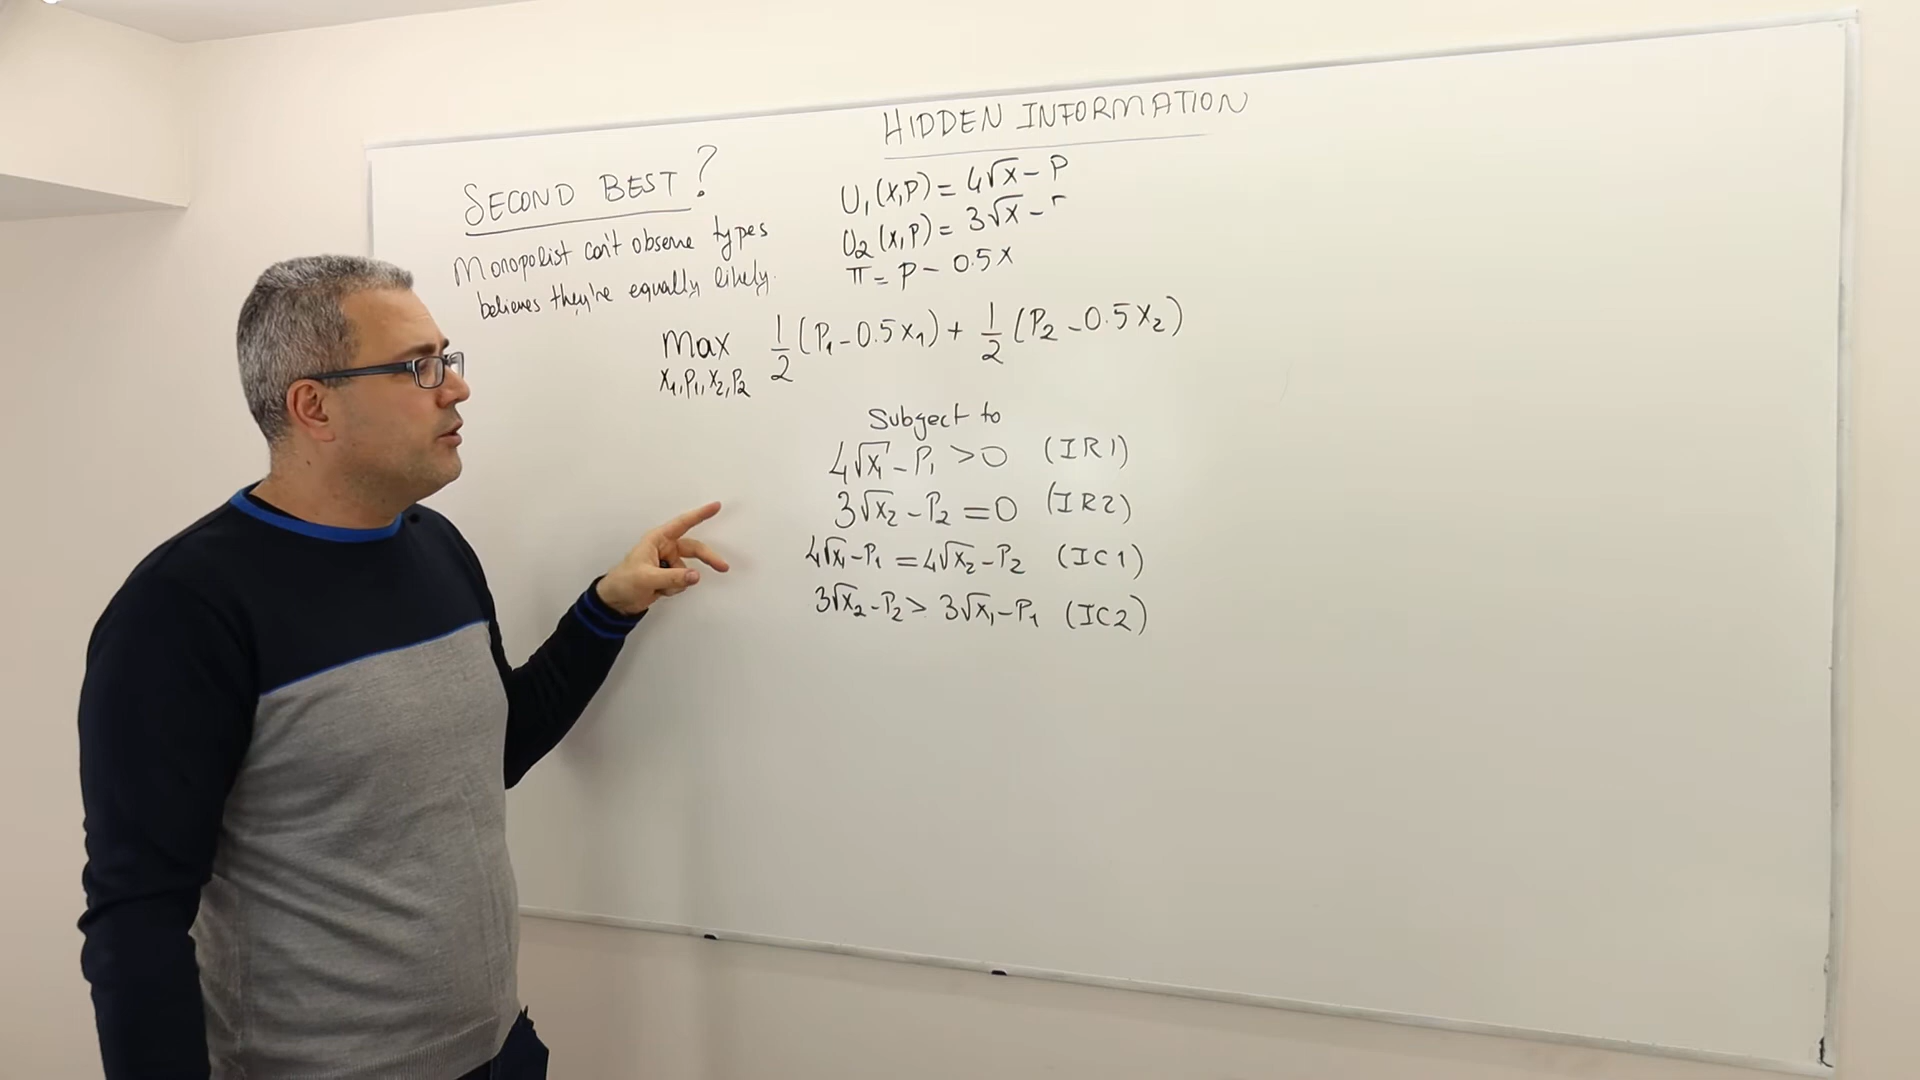 HIDDEN INFORMATION
SECOND BEST?
Monopolist can't observe types
believes they're equally likely.
U₁(x,p) = 4√x - P
U₂(x,p) = 3√x -
π = P - 0.5x
Max 1/2 (P₁ - 0.5x₁) + 1/2 (P₂ - 0.5x₂)
x₁,p₁,x₂,p₂
Subject to
4√x₁ - P₁ > 0 (IR1)
3√x₂ - P₂ = 0 (IR2)
4√x₁ - P₁ = 4√x₂ - P₂ (IC1)
3√x₂ - P₂ > 3√x₁ - P₁ (IC2)